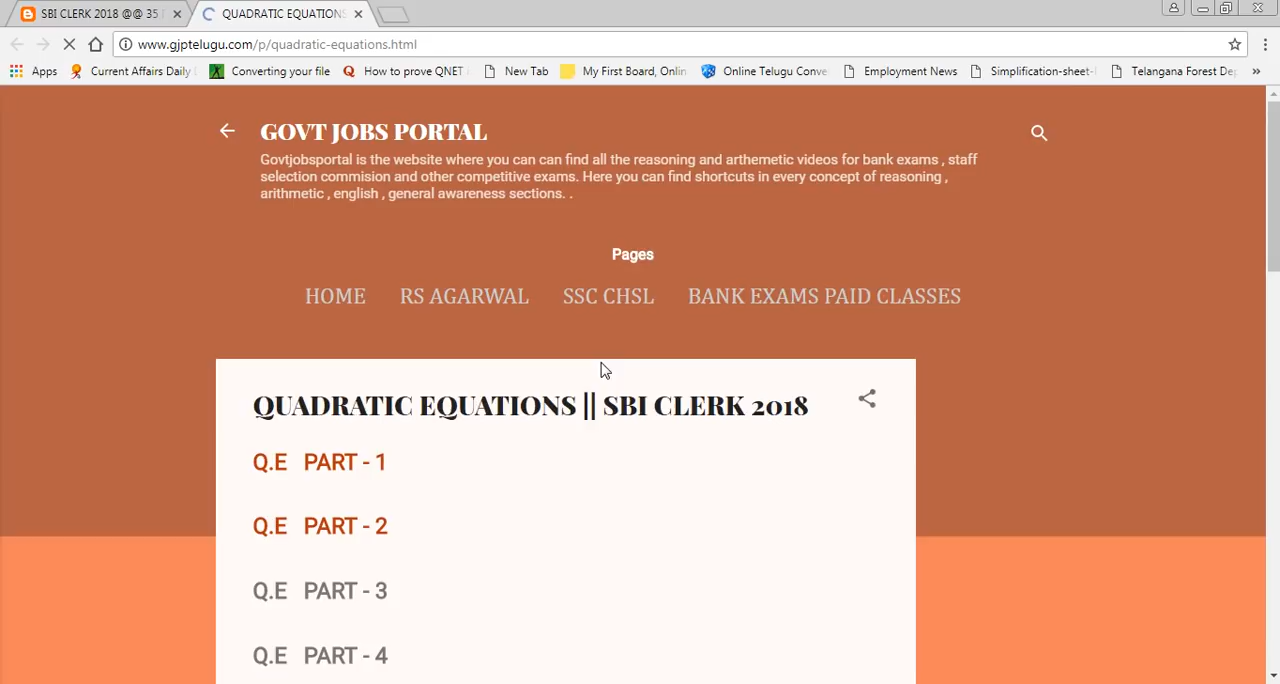 SBI CLERK 2018 @@ 35
QUADRATIC EQUATIONS
www.gjptelugu.com/p/quadratic-equations.html
Apps Current Affairs Daily Converting your file How to prove QNET New Tab My First Board, Onlin Online Telugu Conve Employment News Simplification-sheet- Telangana Forest Dep »
GOVT JOBS PORTAL
Govtjobsportal is the website where you can can find all the reasoning and arthemetic videos for bank exams , staff
selection commision and other competitive exams. Here you can find shortcuts in every concept of reasoning ,
arithmetic , english , general awareness sections. .
Pages
HOME RS AGARWAL SSC CHSL BANK EXAMS PAID CLASSES
QUADRATIC EQUATIONS || SBI CLERK 2018
Q.E PART - 1
Q.E PART - 2
Q.E PART - 3
Q.E PART - 4